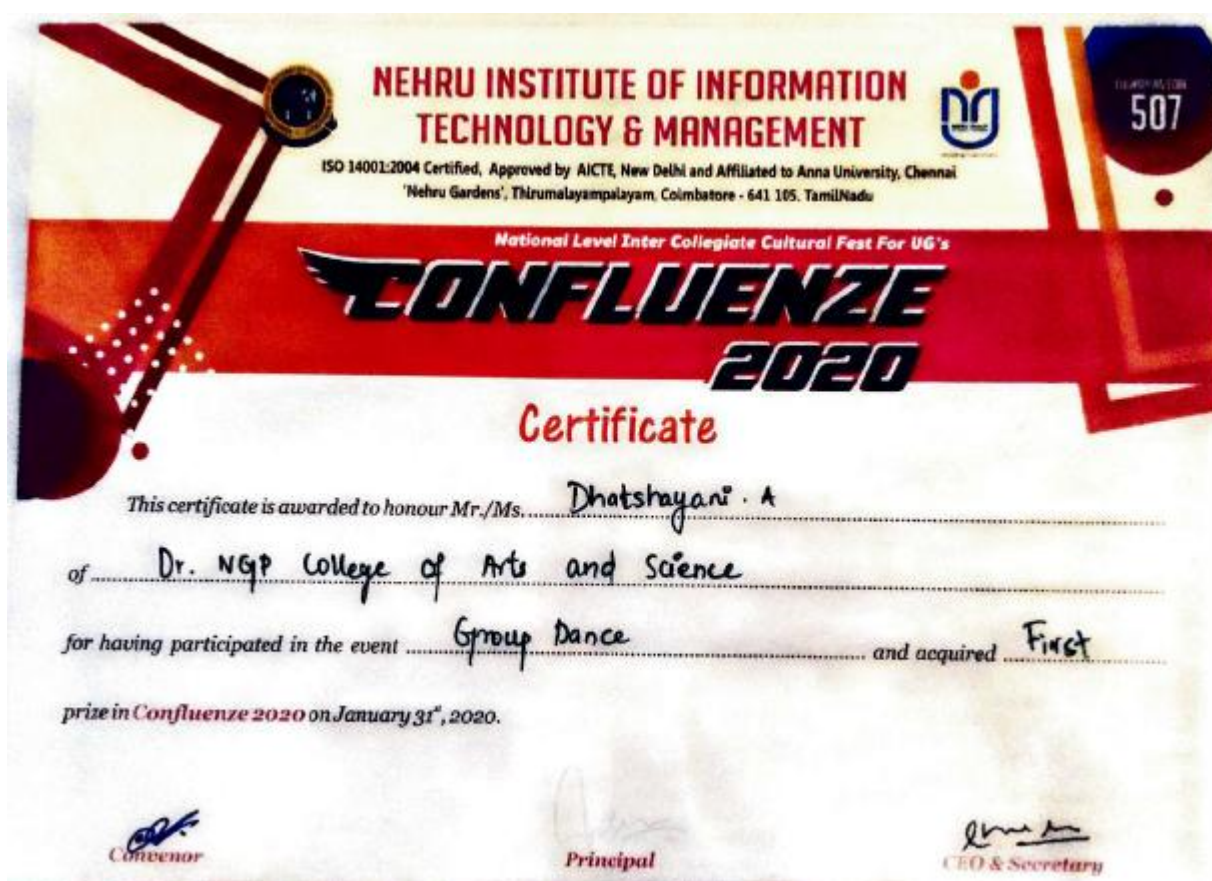 NEHRU INSTITUTE OF INFORMATION
TECHNOLOGY & MANAGEMENT
ISO 14001:2004 Certified, Approved by AICTE, New Delhi and Affiliated to Anna University, Chennai
'Nehru Gardens', Thirumalayampalayam, Coimbatore - 641 105. TamilNadu
507
National Level Inter Collegiate Cultural Fest For UG's
CONFLUENZE
2020
Certificate
This certificate is awarded to honour Mr./Ms. Dhatshayani . A
of Dr. NGP College of Arts and Science
for having participated in the event Group Dance and acquired First
prize in Confluenze 2020 on January 31st, 2020.
Convenor
Principal
CEO & Secretary